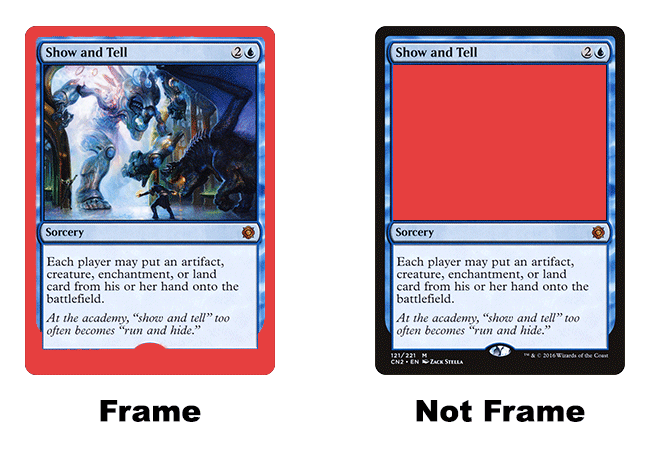 Show and Tell 2
Sorcery
Each player may put an artifact,
creature, enchantment, or land
card from his or her hand onto the
battlefield.
At the academy, “show and tell” too
often becomes “run and hide.”
Frame
Show and Tell 2
Sorcery
Each player may put an artifact,
creature, enchantment, or land
card from his or her hand onto the
battlefield.
At the academy, “show and tell” too
often becomes “run and hide.”
121/221 M
CN2 • EN Zack Stella
™ & © 2016 Wizards of the Coast
Not Frame